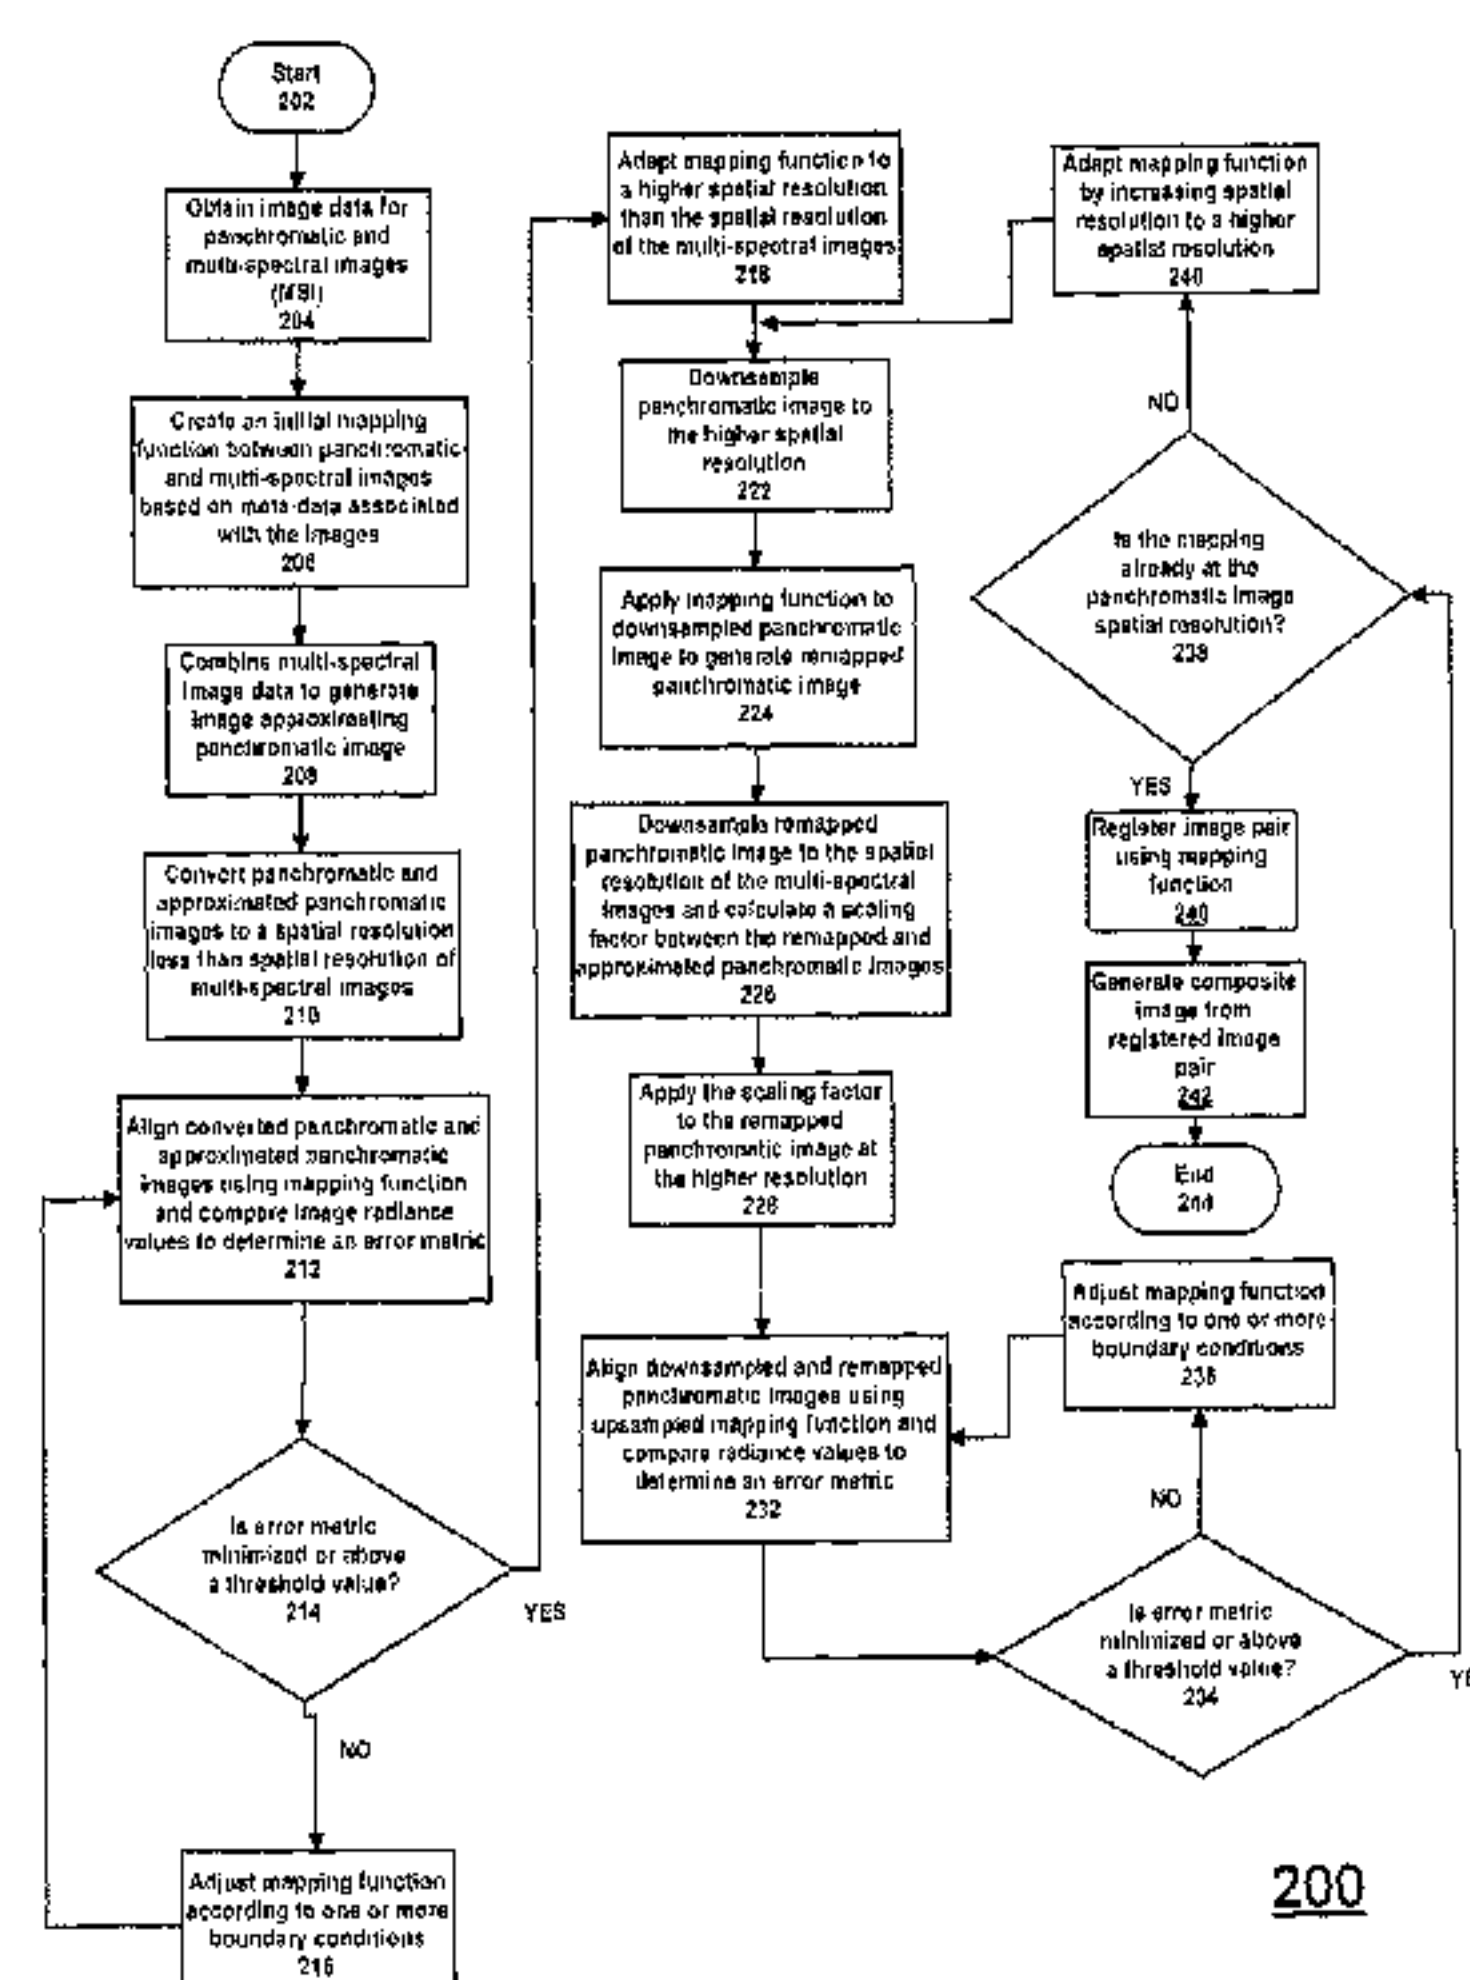 Start
202
Obtain image data for
panchromatic and
multi-spectral images
(MSI)
204
Create an initial mapping
function between panchromatic
and multi-spectral images
based on meta-data associated
with the images
206
Combine multi-spectral
image data to generate
image approximating
panchromatic image
208
Convert panchromatic and
approximated panchromatic
images to a spatial resolution
less than spatial resolution of
multi-spectral images
210
Align converted panchromatic and
approximated panchromatic
images using mapping function
and compare image radiance
values to determine an error metric
212
Is error metric
minimized or above
a threshold value?
214
YES
NO
Adjust mapping function
according to one or more
boundary conditions
216
Adapt mapping function to
a higher spatial resolution
than the spatial resolution
of the multi-spectral images
218
Downsample
panchromatic image to
the higher spatial
resolution
222
Apply mapping function to
downsampled panchromatic
image to generate remapped
panchromatic image
224
Downsample remapped
panchromatic image to the spatial
resolution of the multi-spectral
images and calculate a scaling
factor between the remapped and
approximated panchromatic images
226
Apply the scaling factor
to the remapped
panchromatic image at
the higher resolution
228
Align downsampled and remapped
panchromatic images using
upsampled mapping function and
compare radiance values to
determine an error metric
232
Adapt mapping function
by increasing spatial
resolution to a higher
spatial resolution
240
NO
Is the mapping
already at the
panchromatic image
spatial resolution?
238
YES
Register image pair
using mapping
function
240
Generate composite
image from
registered image
pair
242
End
244
Adjust mapping function
according to one or more
boundary conditions
236
NO
Is error metric
minimized or above
a threshold value?
234
200